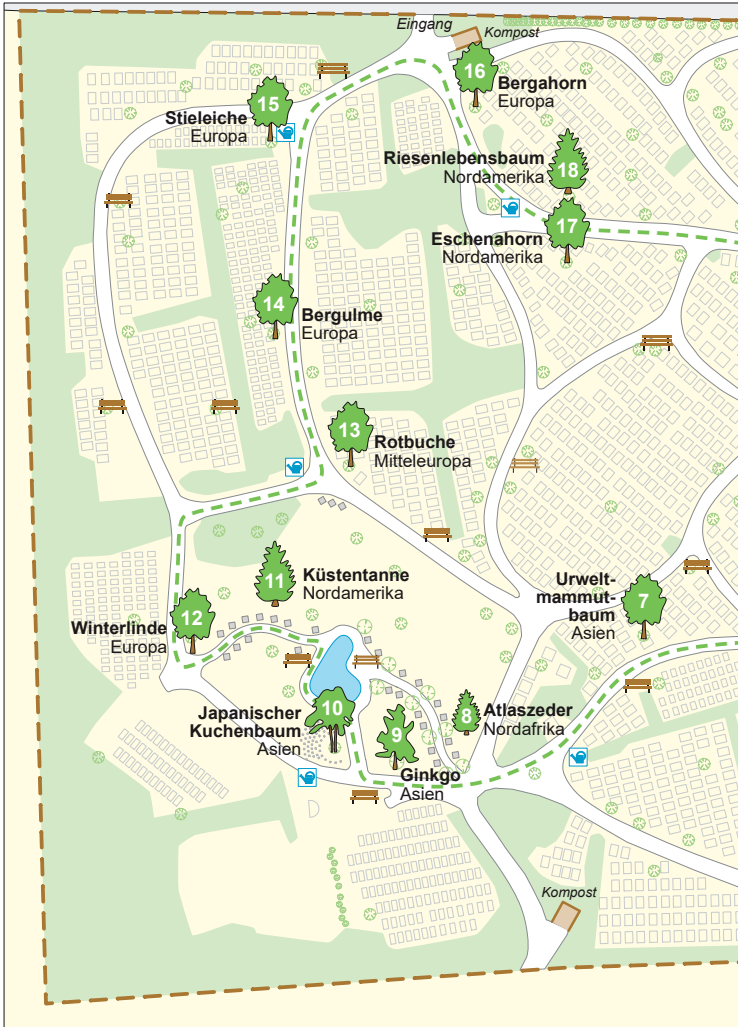 Eingang
Kompost
16
Bergahorn
Europa
15
Stieleiche
Europa
Riesenlebensbaum
Nordamerika
18
17
Eschenahorn
Nordamerika
14
Bergulme
Europa
13
Rotbuche
Mitteleuropa
11
Küstentanne
Nordamerika
Urwelt-
mammut-
baum
Asien
7
12
Winterlinde
Europa
10
Japanischer
Kuchenbaum
Asien
9
Ginkgo
Asien
8
Atlaszeder
Nordafrika
Kompost